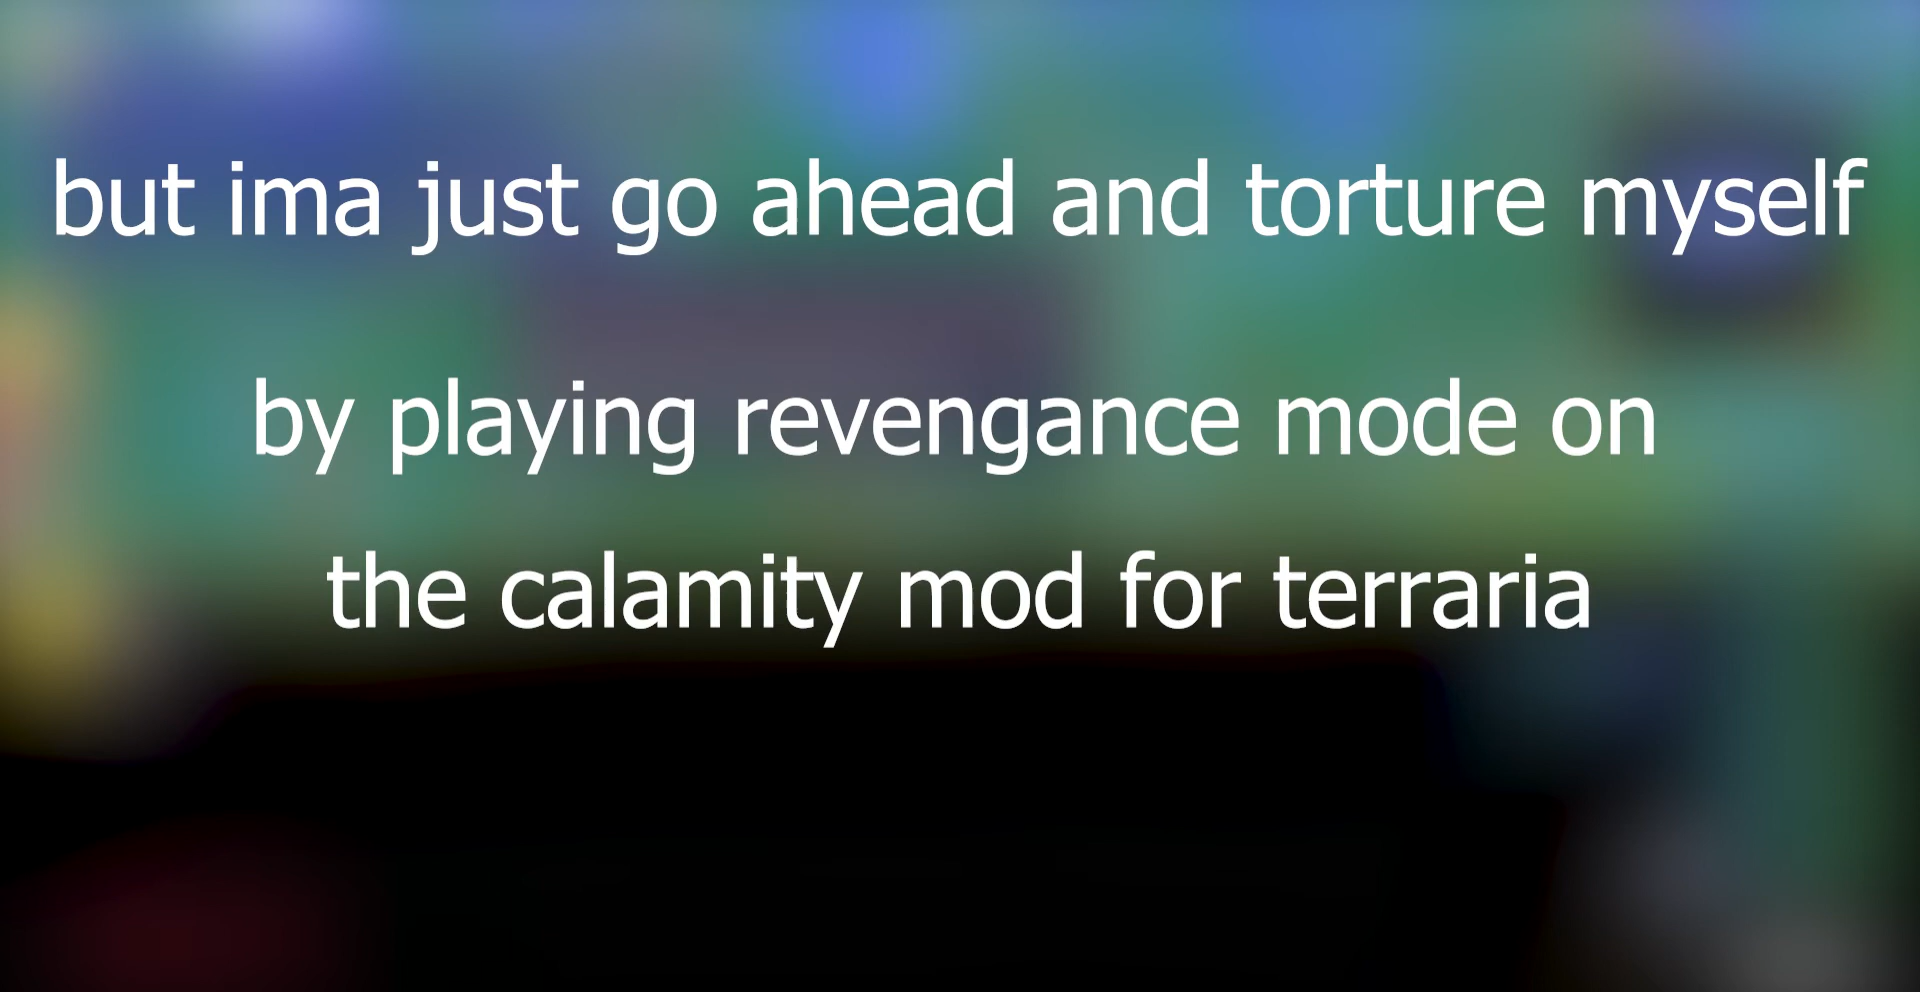 but ima just go ahead and torture myself
by playing revengance mode on
the calamity mod for terraria